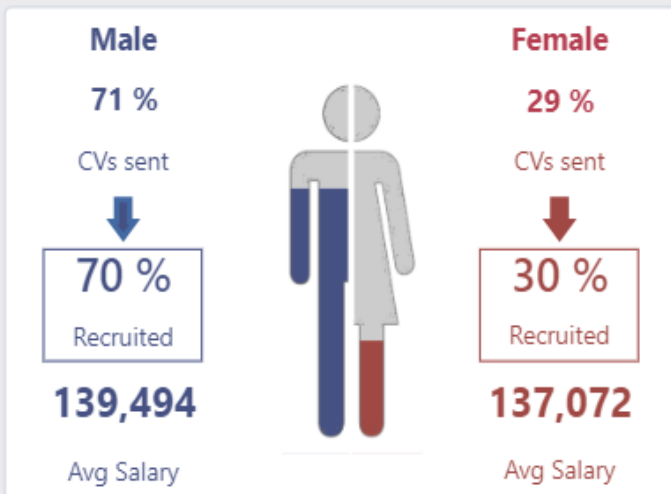 Male
71 %
CVs sent
70 %
Recruited
139,494
Avg Salary
Female
29 %
CVs sent
30 %
Recruited
137,072
Avg Salary